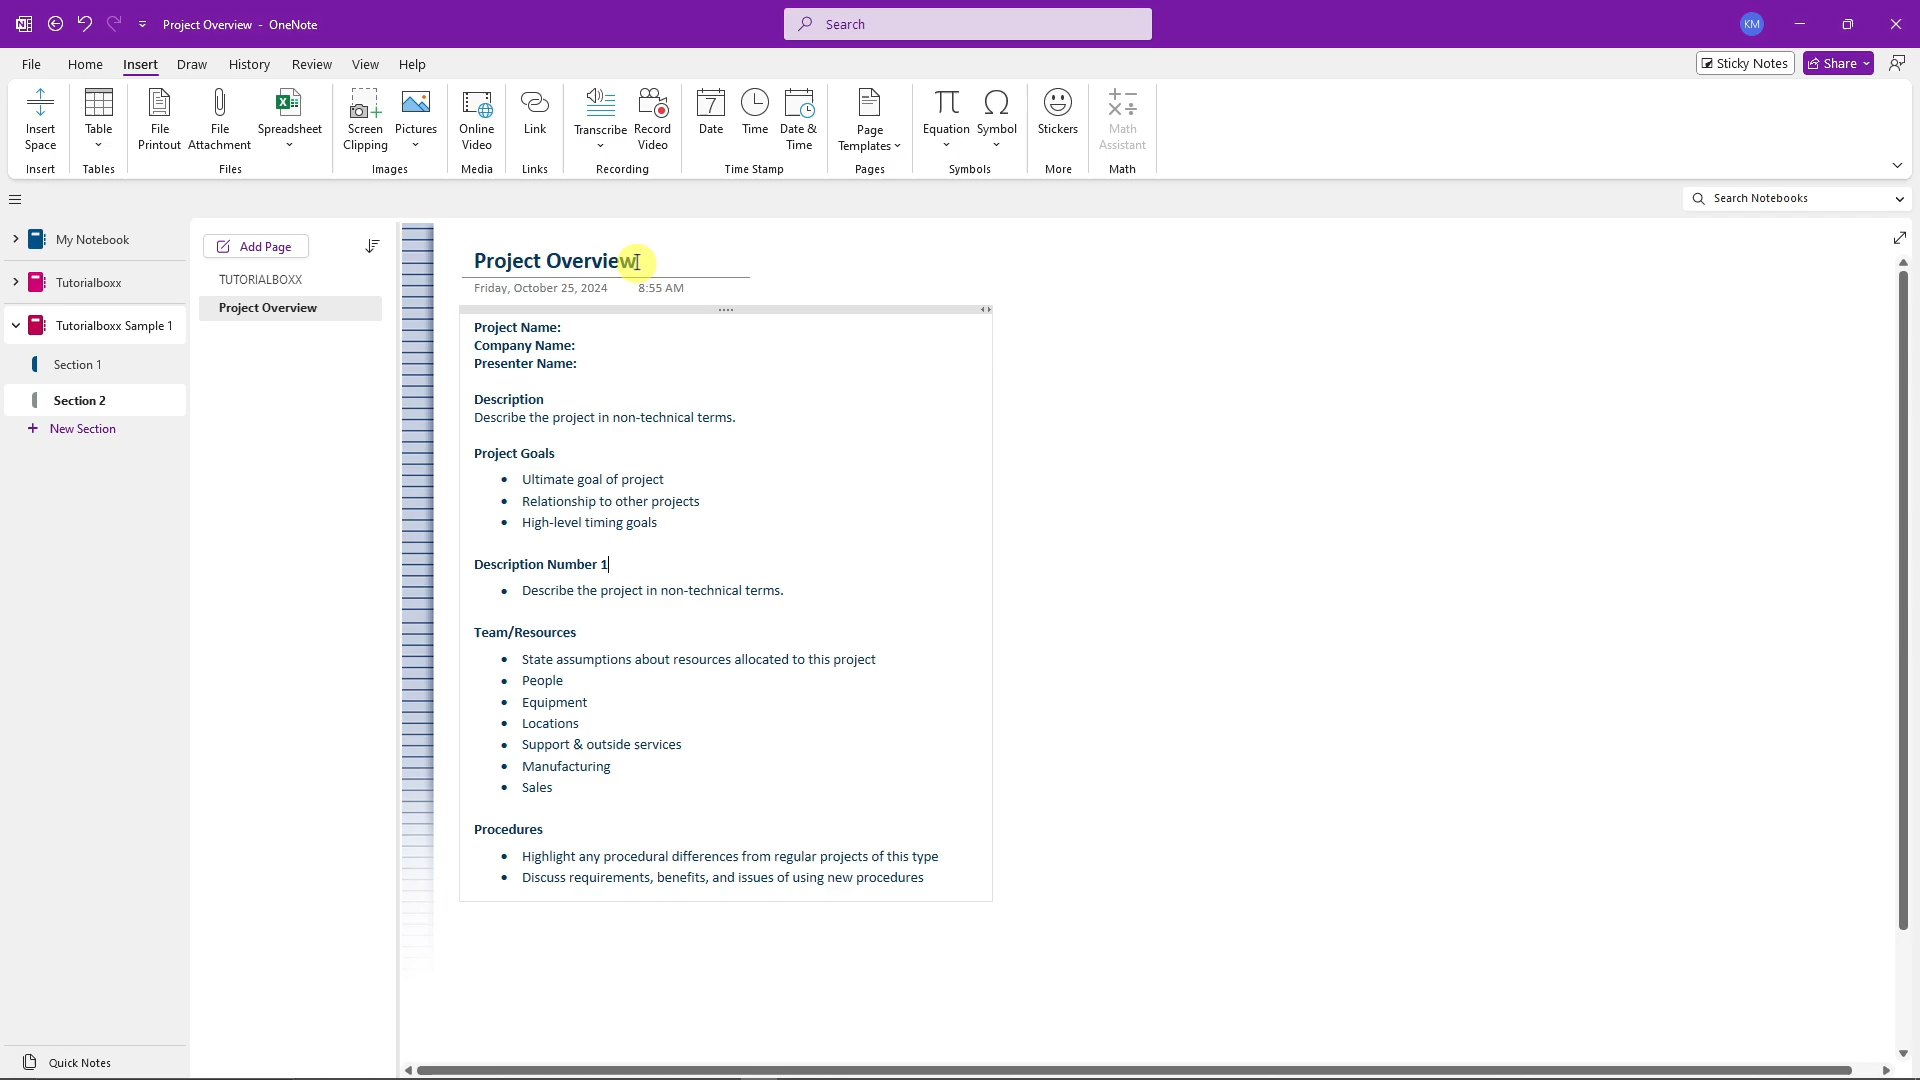 Project Overview - OneNote
Search
KM
File Home Insert Draw History Review View Help
Sticky Notes
Share
Insert Space
Table
File Printout
File Attachment
Spreadsheet
Screen Clipping
Pictures
Online Video
Link
Transcribe
Record Video
Date
Time
Date & Time
Page Templates
Equation
Symbol
Stickers
Math Assistant
Insert
Tables
Files
Images
Media
Links
Recording
Time Stamp
Pages
Symbols
More
Math
Search Notebooks
My Notebook
Tutorialboxx
Tutorialboxx Sample 1
Section 1
Section 2
New Section
Quick Notes
Add Page
TUTORIALBOXX
Project Overview
Project Overview
Friday, October 25, 2024 8:55 AM
Project Name:
Company Name:
Presenter Name:
Description
Describe the project in non-technical terms.
Project Goals
• Ultimate goal of project
• Relationship to other projects
• High-level timing goals
Description Number 1
• Describe the project in non-technical terms.
Team/Resources
• State assumptions about resources allocated to this project
• People
• Equipment
• Locations
• Support & outside services
• Manufacturing
• Sales
Procedures
• Highlight any procedural differences from regular projects of this type
• Discuss requirements, benefits, and issues of using new procedures